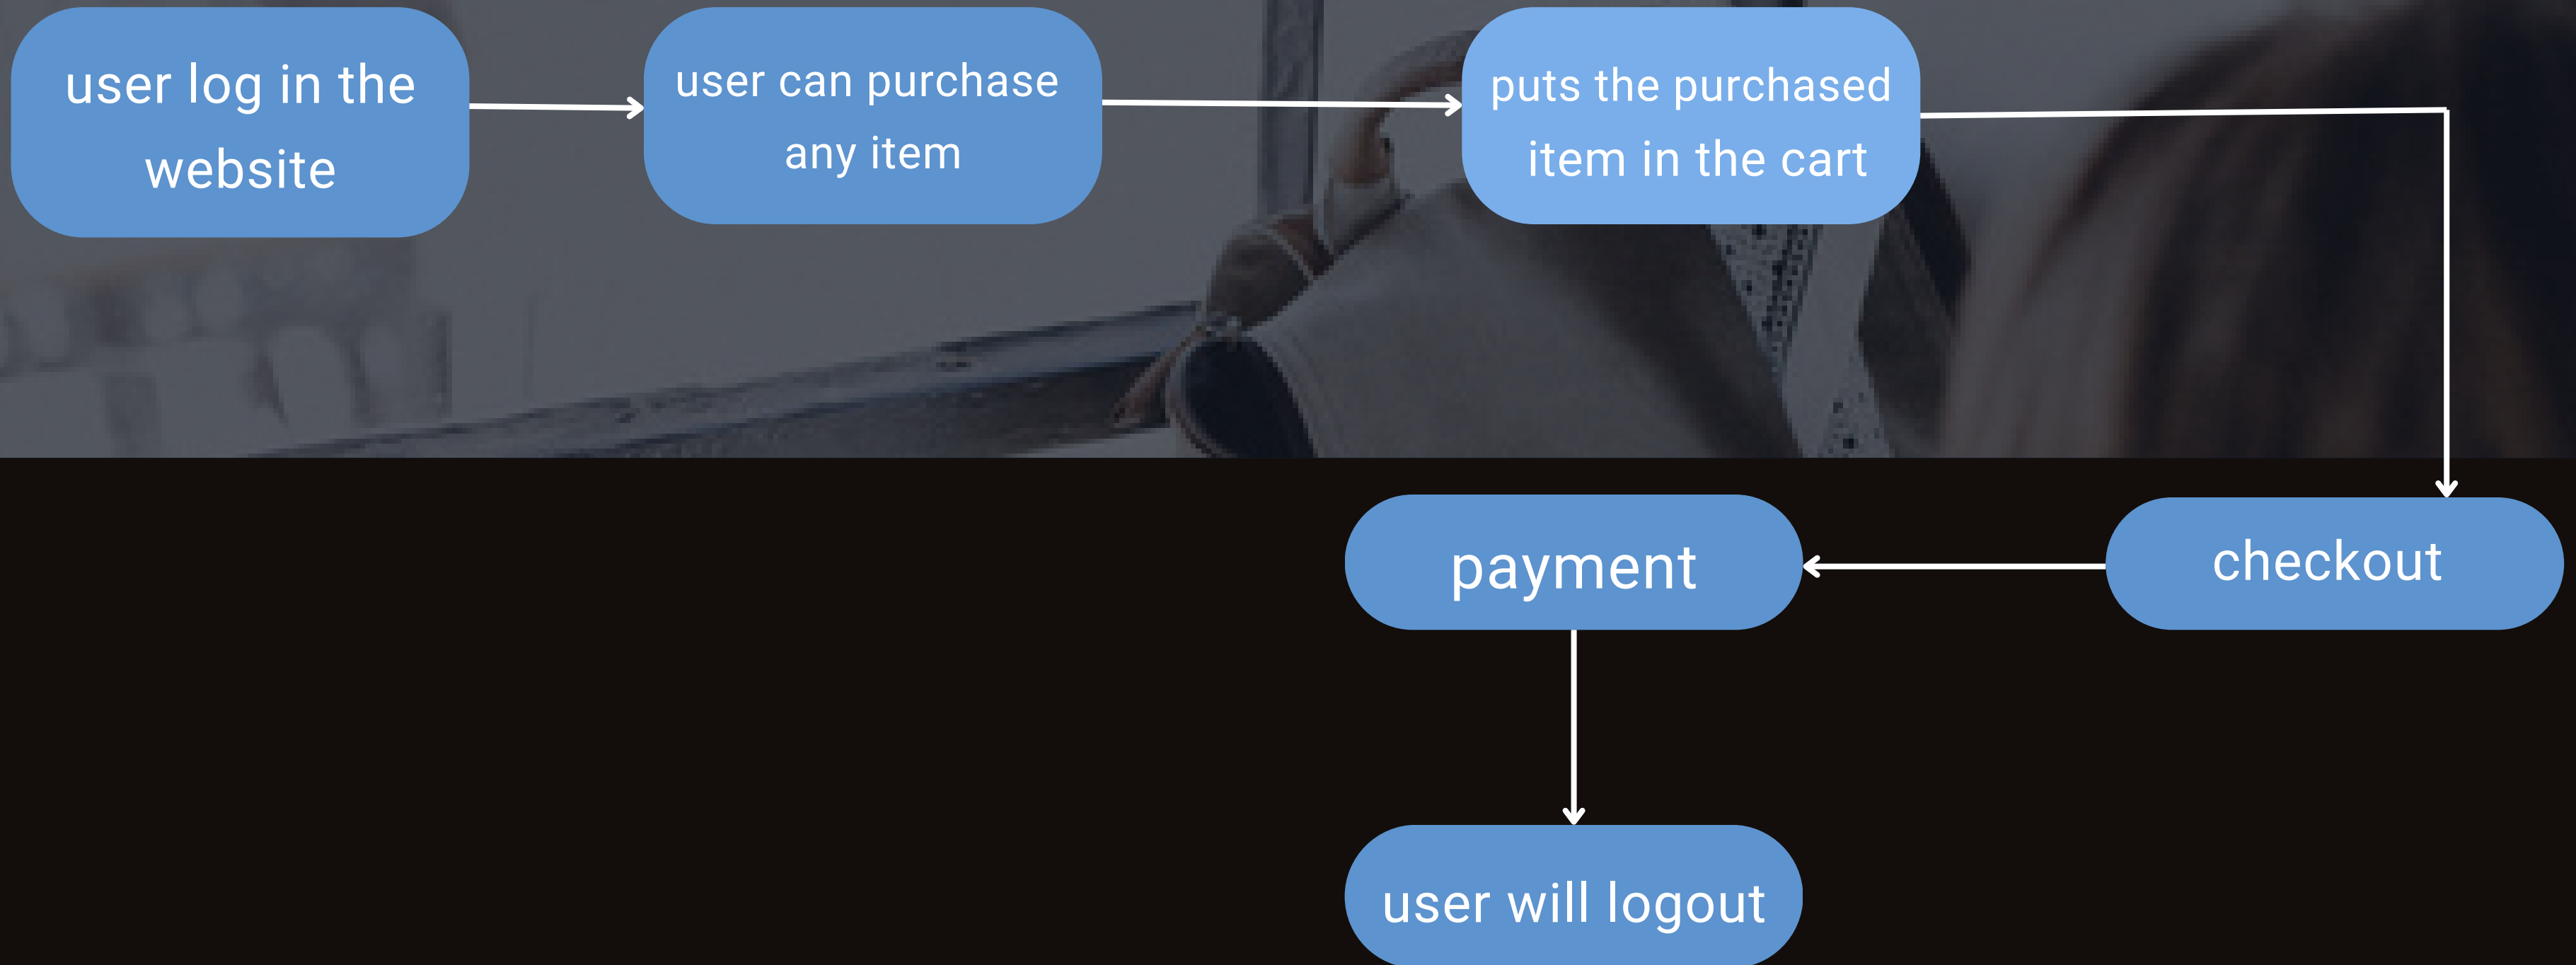 user log in the
website
user can purchase
any item
puts the purchased
item in the cart
checkout
payment
user will logout